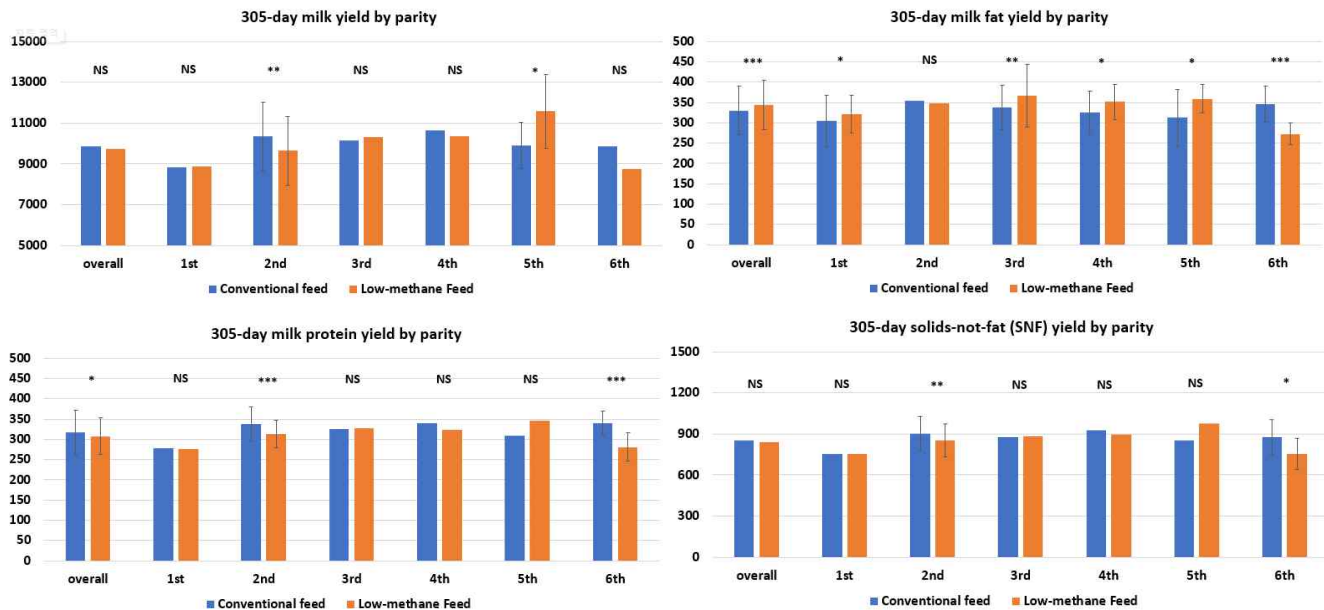 305-day milk yield by parity
15000
13000
11000
9000
7000
5000
NS NS ** NS NS * NS
overall 1st 2nd 3rd 4th 5th 6th
Conventional feed Low-methane Feed
305-day milk fat yield by parity
500
450
400
350
300
250
200
150
100
50
0
*** * NS ** * * ***
overall 1st 2nd 3rd 4th 5th 6th
Conventional feed Low-methane Feed
305-day milk protein yield by parity
500
450
400
350
300
250
200
150
100
50
0
* NS *** NS NS NS ***
overall 1st 2nd 3rd 4th 5th 6th
Conventional feed Low-methane Feed
305-day solids-not-fat (SNF) yield by parity
1500
1200
900
600
300
0
NS NS ** NS NS NS *
overall 1st 2nd 3rd 4th 5th 6th
Conventional feed Low-methane Feed